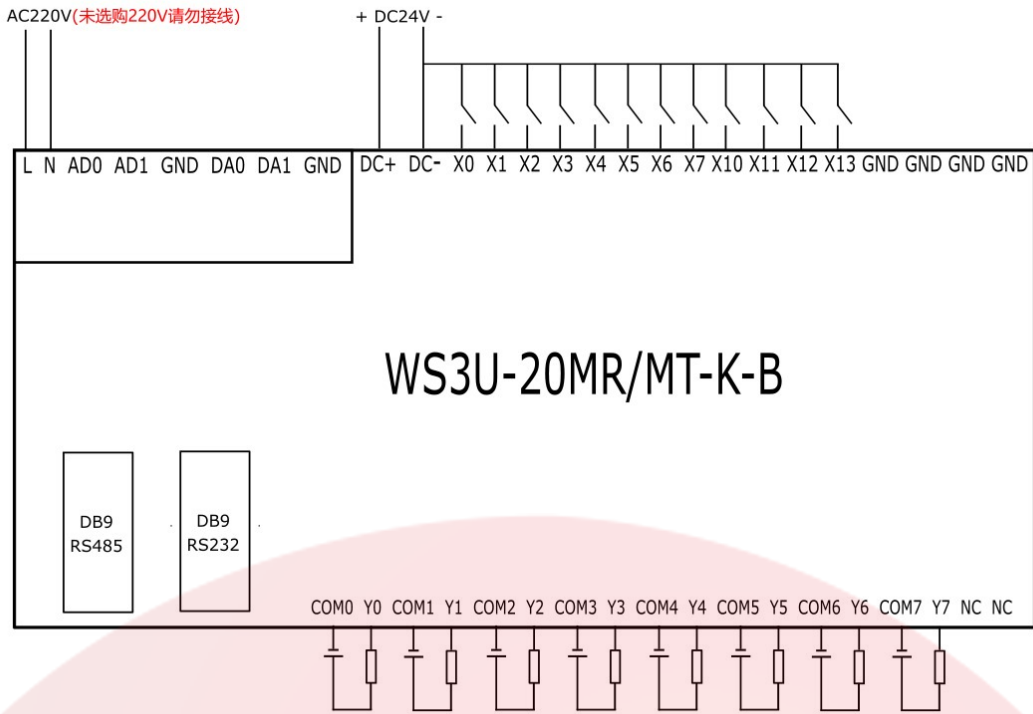 AC220V(未选购220V请勿接线) + DC24V -
L N AD0 AD1 GND DA0 DA1 GND DC+ DC- X0 X1 X2 X3 X4 X5 X6 X7 X10 X11 X12 X13 GND GND GND GND
WS3U-20MR/MT-K-B
DB9 DB9
RS485 RS232
COM0 Y0 COM1 Y1 COM2 Y2 COM3 Y3 COM4 Y4 COM5 Y5 COM6 Y6 COM7 Y7 NC NC